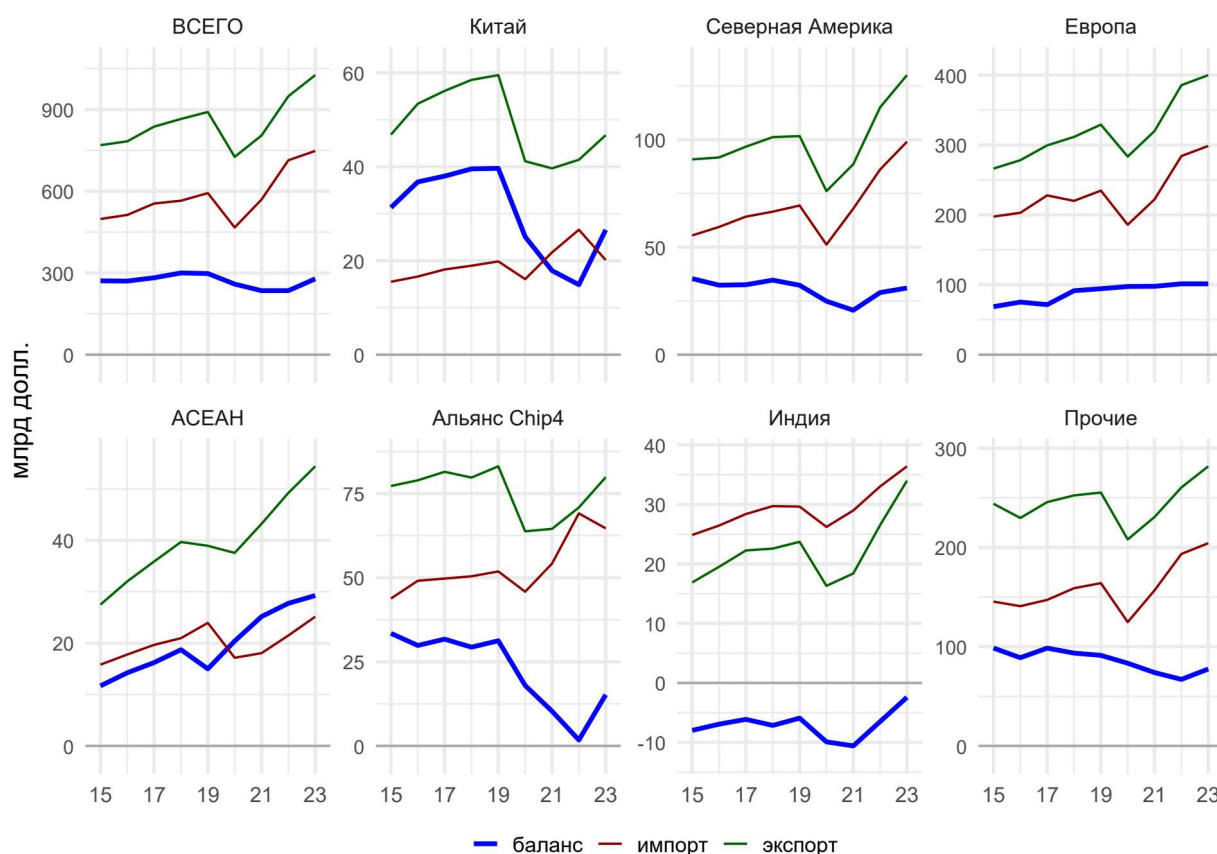 ВСЕГО
Китай
Северная Америка
Европа
900
600
300
0
60
40
20
0
100
50
0
400
300
200
100
0
млрд долл.
АСЕАН
Альянс Chip4
Индия
Прочие
40
20
0
75
50
25
0
40
30
20
10
0
-10
300
200
100
0
15 17 19 21 23
15 17 19 21 23
15 17 19 21 23
15 17 19 21 23
баланс импорт экспорт